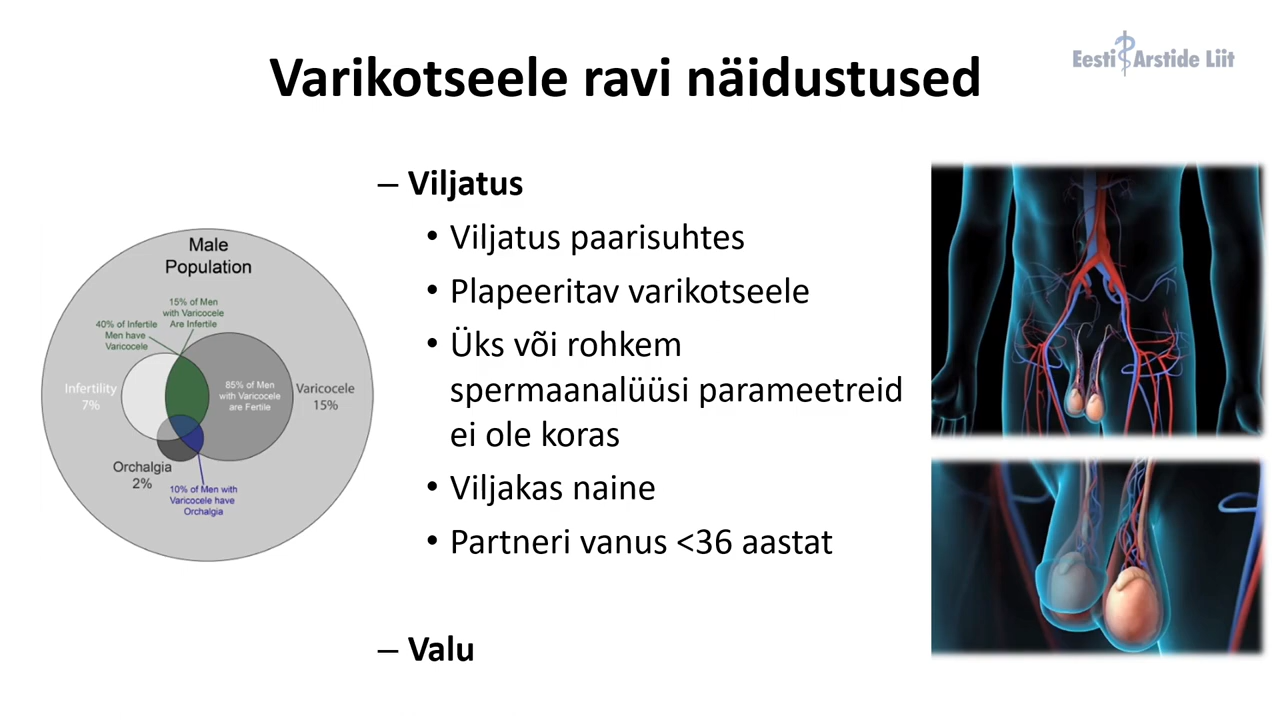 Varikotseele ravi näidustused
Eesti Arstide Liit
– Viljatus
• Viljatus paarisuhtes
• Plapeeritav varikotseele
• Üks või rohkem
spermaanalüüsi parameetreid
ei ole koras
• Viljakas naine
• Partneri vanus <36 aastat
– Valu
Male
Population
15% of Men
with Varicocele
Are Infertile
40% of Infertile
Men have
Varicocele
Infertility
7%
85% of Men
with Varicocele
are Fertile
Varicocele
15%
Orchalgia
2%
10% of Men with
Varicocele have
Orchalgia